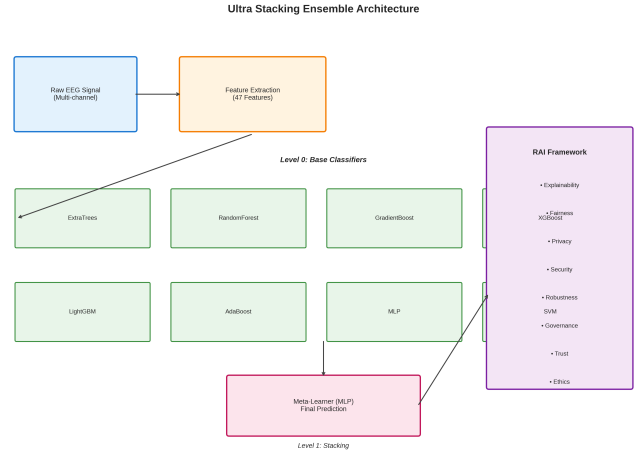 Ultra Stacking Ensemble Architecture
Raw EEG Signal
(Multi-channel)
Feature Extraction
(47 Features)
Level 0: Base Classifiers
ExtraTrees
RandomForest
GradientBoost
XGBoost
LightGBM
AdaBoost
MLP
SVM
RAI Framework
• Explainability
• Fairness
• Privacy
• Security
• Robustness
• Governance
• Trust
• Ethics
Meta-Learner (MLP)
Final Prediction
Level 1: Stacking